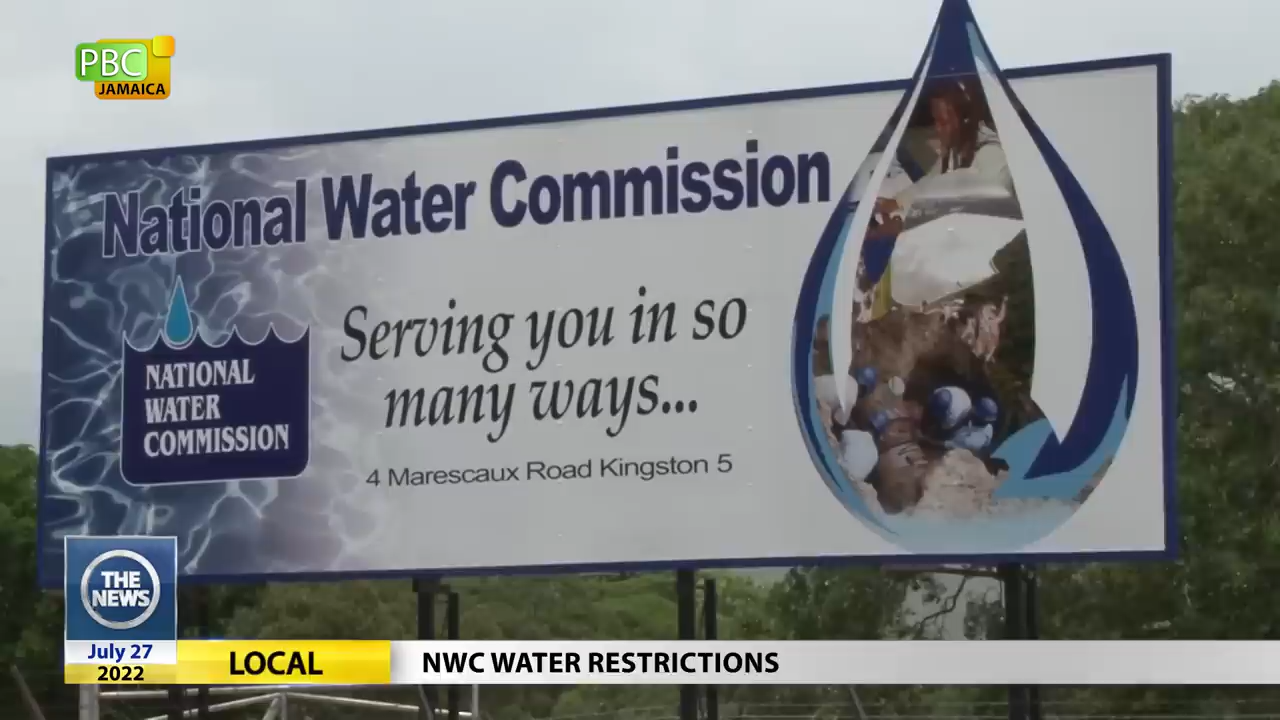 PBC
JAMAICA
National Water Commission
NATIONAL
WATER
COMMISSION
Serving you in so
many ways...
4 Marescaux Road Kingston 5
THE
NEWS
July 27
2022
LOCAL
NWC WATER RESTRICTIONS